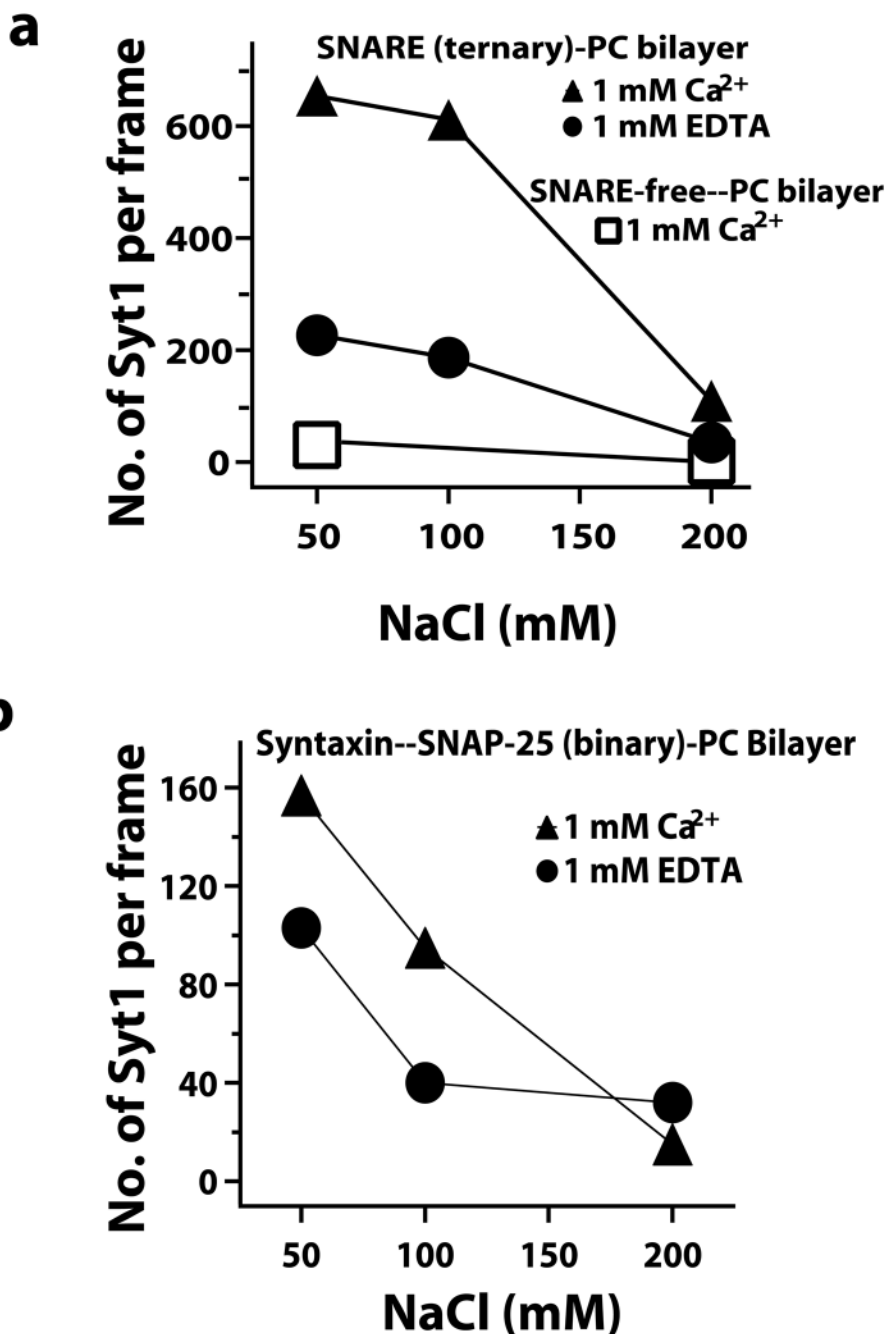 a
SNARE (ternary)-PC bilayer
1 mM Ca2+
1 mM EDTA
SNARE-free--PC bilayer
1 mM Ca2+
No. of Syt1 per frame
600
400
200
0
50 100 150 200
NaCl (mM)
b
Syntaxin--SNAP-25 (binary)-PC Bilayer
1 mM Ca2+
1 mM EDTA
No. of Syt1 per frame
160
120
80
40
0
50 100 150 200
NaCl (mM)